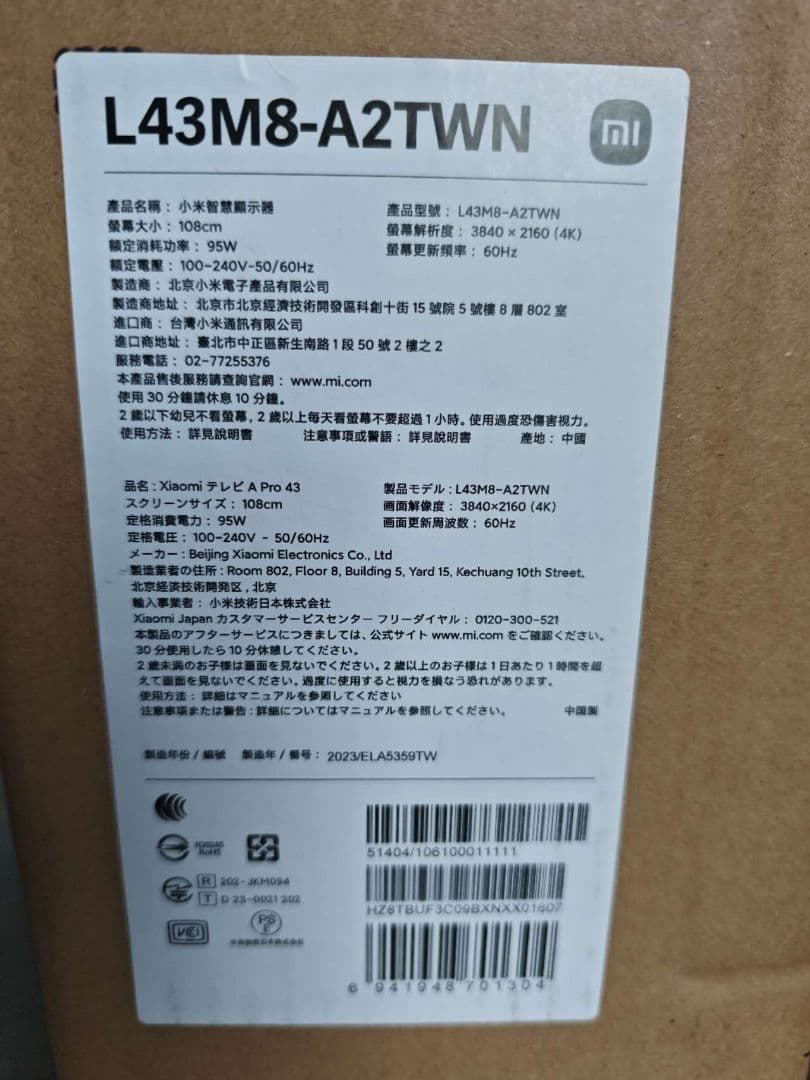 L43M8-A2TWN
mi
產品名稱：小米智慧顯示器
產品型號：L43M8-A2TWN
螢幕大小：108cm
螢幕解析度：3840 × 2160 (4K)
額定消耗功率：95W
螢幕更新頻率：60Hz
額定電壓：100-240V-50/60Hz
製造商：北京小米電子產品有限公司
製造商地址：北京市北京經濟技術開發區科創十街 15 號院 5 號樓 8 層 802 室
進口商：台灣小米通訊有限公司
進口商地址：臺北市中正區新生南路 1 段 50 號 2 樓之 2
服務電話：02-77255376
本產品售後服務請查詢官網：www.mi.com
使用 30 分鐘請休息 10 分鐘。
2 歲以下幼兒不看螢幕，2 歲以上每天看螢幕不要超過 1 小時。使用過度恐傷害視力。
使用方法：詳見說明書 注意事項或警語：詳見說明書 產地：中國
品名：Xiaomi テレビ A Pro 43
製品モデル：L43M8-A2TWN
スクリーンサイズ：108cm
画面解像度：3840×2160 (4K)
定格消費電力：95W
画面更新周波数：60Hz
定格電圧：100-240V - 50/60Hz
メーカー：Beijing Xiaomi Electronics Co., Ltd
製造業者の住所：Room 802, Floor 8, Building 5, Yard 15, Kechuang 10th Street,
北京経済技術開発区，北京
輸入事業者：小米技術日本株式会社
Xiaomi Japan カスタマーサービスセンター フリーダイヤル：0120-300-521
本製品のアフターサービスにつきましては、公式サイト www.mi.com をご確認ください。
30 分使用したら 10 分休憩してください。
2 歳未満のお子様は画面を見ないでください。2 歳以上のお子様は 1 日あたり 1 時間を超
えて画面を見ないでください。過度に使用すると視力を損なう恐れがあります。
使用方法：詳細はマニュアルを参照してください
注意事項または警告：詳細についてはマニュアルを参照してください。 中国製
製造年份 / 編號 製造年 / 番号：2023/ELA5359TW
RoHS
R 202-JKM094
T D 23-0021 202
VCI
PSE
51404/106100011111
HZ8TBUF3C09BXNXX01607
6 941948 701304